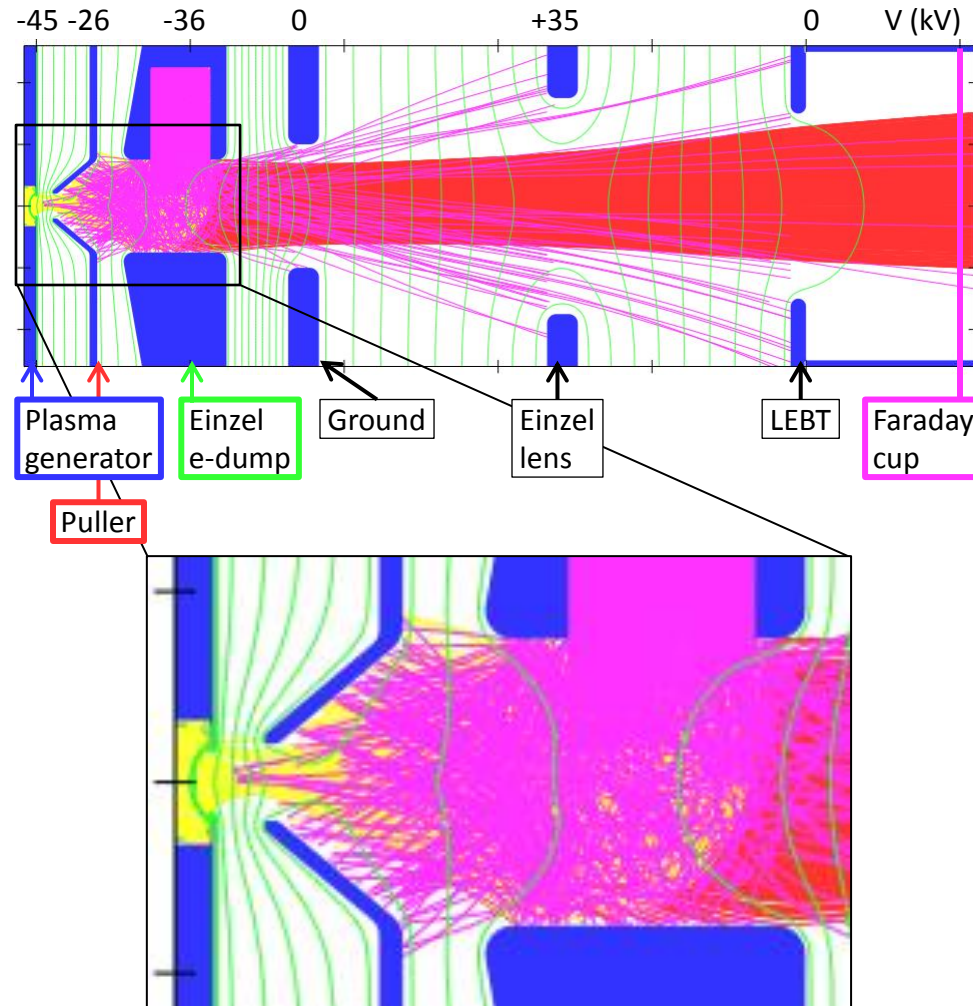 -45 -26 -36 0 +35 0 V (kV)
Plasma
generator
Einzel
e-dump
Ground
Einzel
lens
LEBT
Faraday
cup
Puller